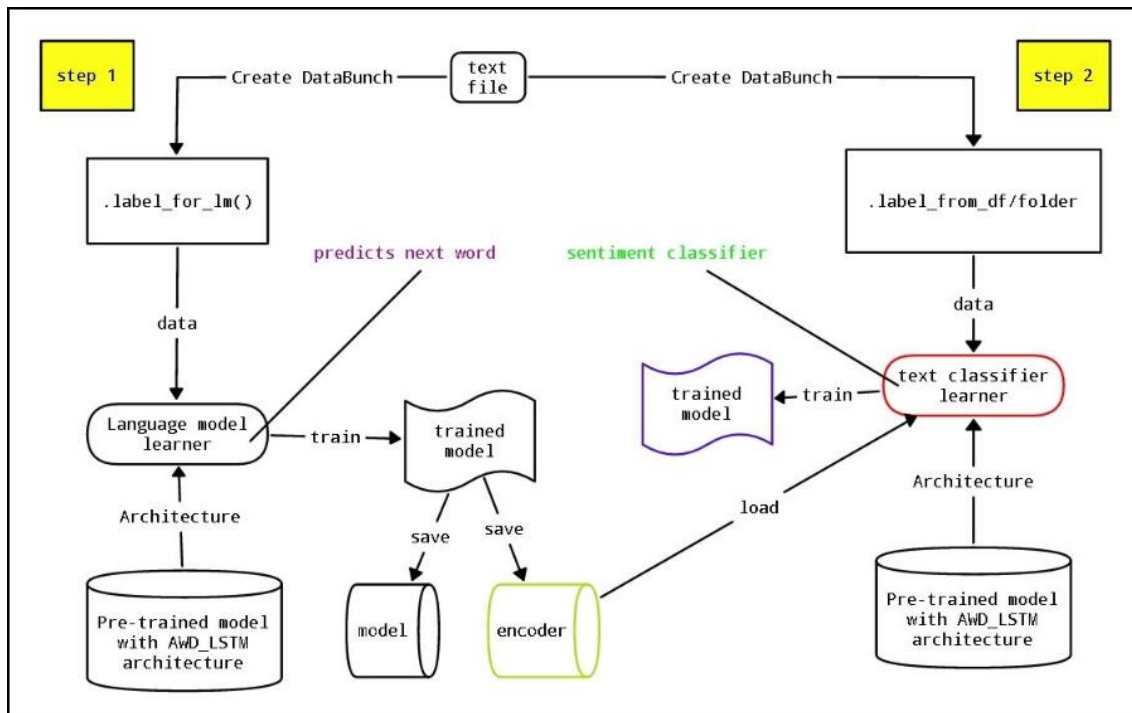 step 1
Create DataBunch
text
file
Create DataBunch
step 2
.label_for_lm()
.label_from_df/folder
predicts next word
sentiment classifier
data
data
Language model
learner
train
trained
model
trained
model
train
text classifier
learner
Architecture
save
save
load
Architecture
Pre-trained model
with AWD_LSTM
architecture
model
encoder
Pre-trained model
with AWD_LSTM
architecture